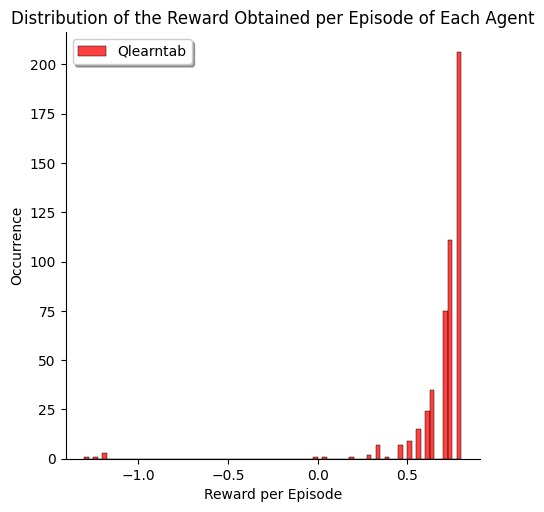 Distribution of the Reward Obtained per Episode of Each Agent
Qlearntab
200
175
150
125
100
75
50
25
0
Occurrence
−1.0 −0.5 0.0 0.5
Reward per Episode